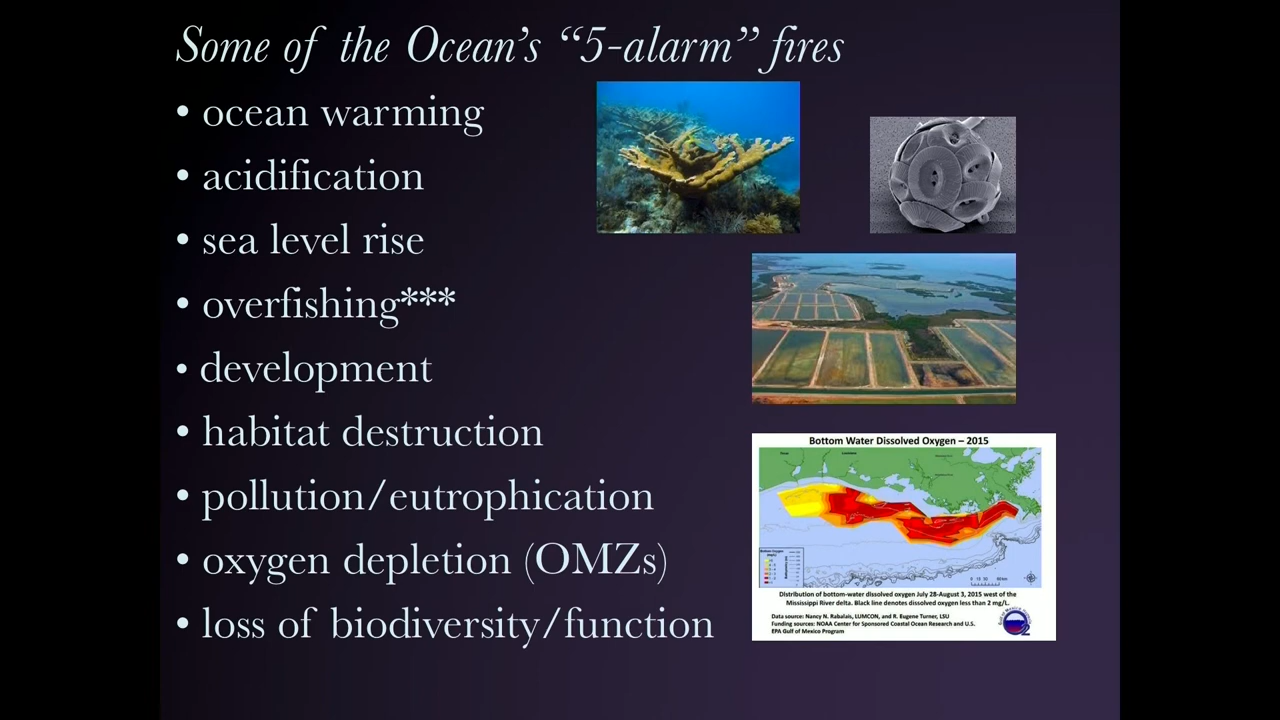 Some of the Ocean's “5-alarm” fires
• ocean warming
• acidification
• sea level rise
• overfishing***
• development
• habitat destruction
• pollution/eutrophication
• oxygen depletion (OMZs)
• loss of biodiversity/function
Bottom Water Dissolved Oxygen – 2015
Distribution of bottom-water dissolved oxygen July 28-August 3, 2015 west of the
Mississippi River delta. Black line denotes dissolved oxygen less than 2 mg/L.
Data source: Nancy N. Rabalais, LUMCON, and R. Eugene Turner, LSU
Funding sources: NOAA Center for Sponsored Coastal Ocean Research and U.S.
EPA Gulf of Mexico Program